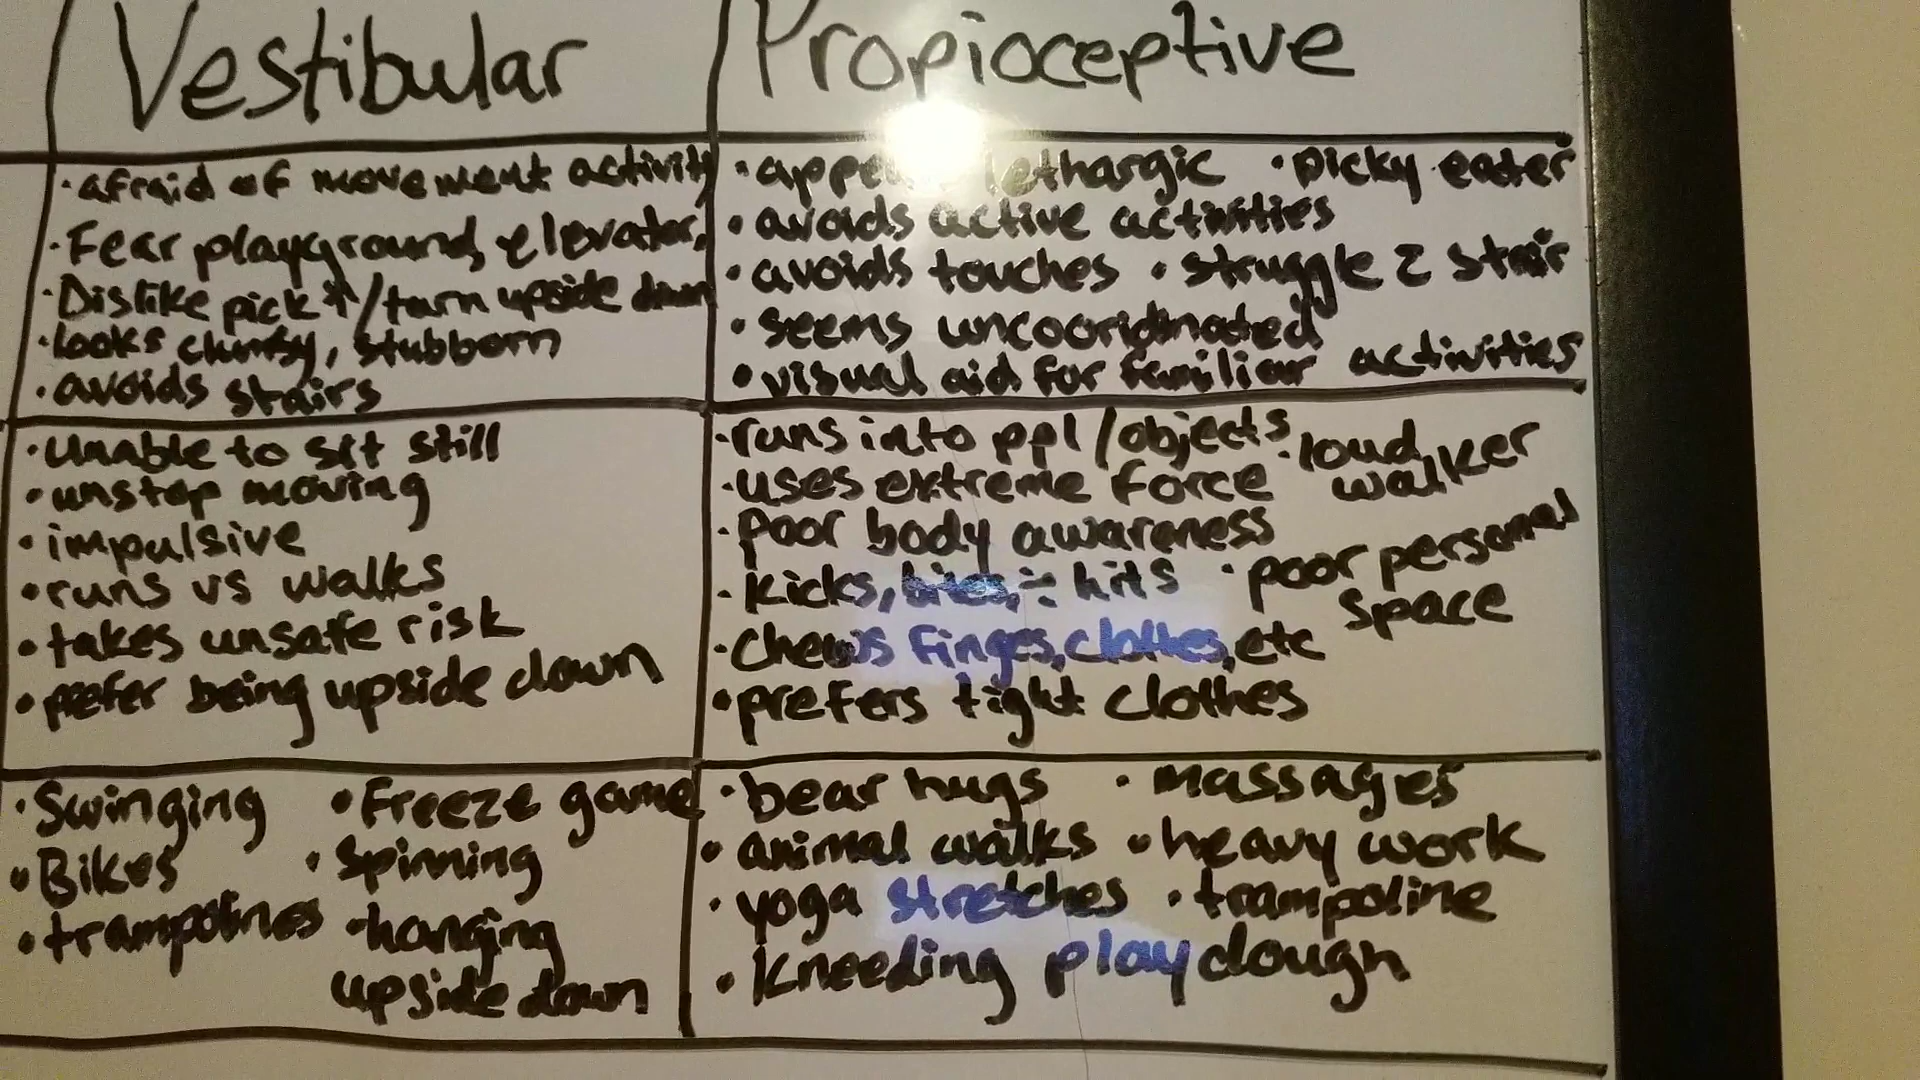 Vestibular
Propioceptive
· afraid of movement activity
· Fear playground, elevator,
· Dislike pick ↑/turn upside down
· looks clumsy, stubborn
· avoids stairs
· lethargic · picky eater
· avoids active activities
· avoids touches · struggle 2 stair
· seems uncooridnated
· visual aid for familiar activities
· Unable to sit still
· unstop moving
· impulsive
· runs vs walks
· takes unsafe risk
· prefer being upside down
· runs into ppl/objects · loud walker
· uses extreme force
· poor body awareness
· kicks, bites, hits · poor personal space
· chews finges, clothes, etc
· prefers tight clothes
· Swinging · Freeze game
· Bikes · spinning
· trampolines · hanging
upside down
· bear hugs · massages
· animal walks · heavy work
· yoga stretches · trampoline
· kneeding playdough